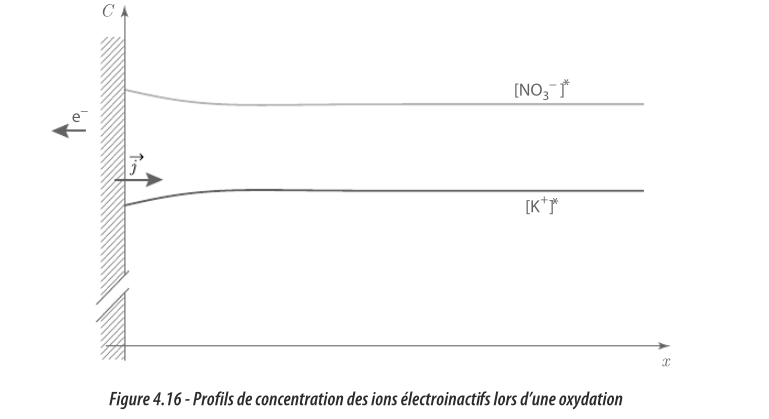 C
[NO₃⁻]*
e⁻
j
[K⁺]*
x
Figure 4.16 - Profils de concentration des ions électroinactifs lors d’une oxydation